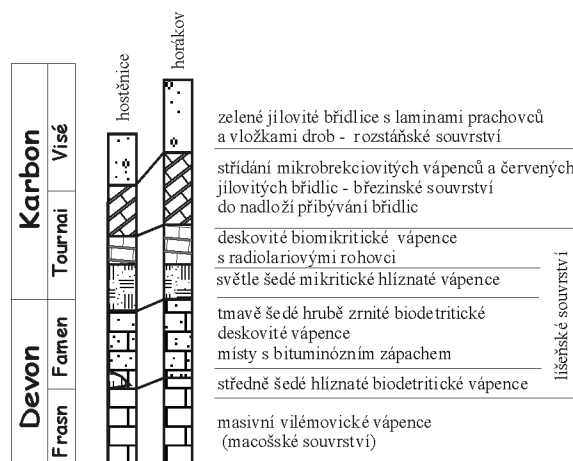 hostěnice
horákov
Karbon
Visé
Tournai
Devon
Famen
Frasn
zelené jílovité břidlice s laminami prachovců
a vložkami drob - rozstáňské souvrství
střídání mikrobrekciovitých vápenců a červených
jílovitých břidlic - březinské souvrství
do nadloží přibývání břidlic
deskovité biomikritické vápence
s radiolariovými rohovci
světle šedé mikritické hlíznaté vápence
tmavě šedé hrubě zrnité biodetritické
deskovité vápence
místy s bituminózním zápachem
středně šedé hlíznaté biodetritické vápence
líšeňské souvrství
masivní vilémovické vápence
(macošské souvrství)